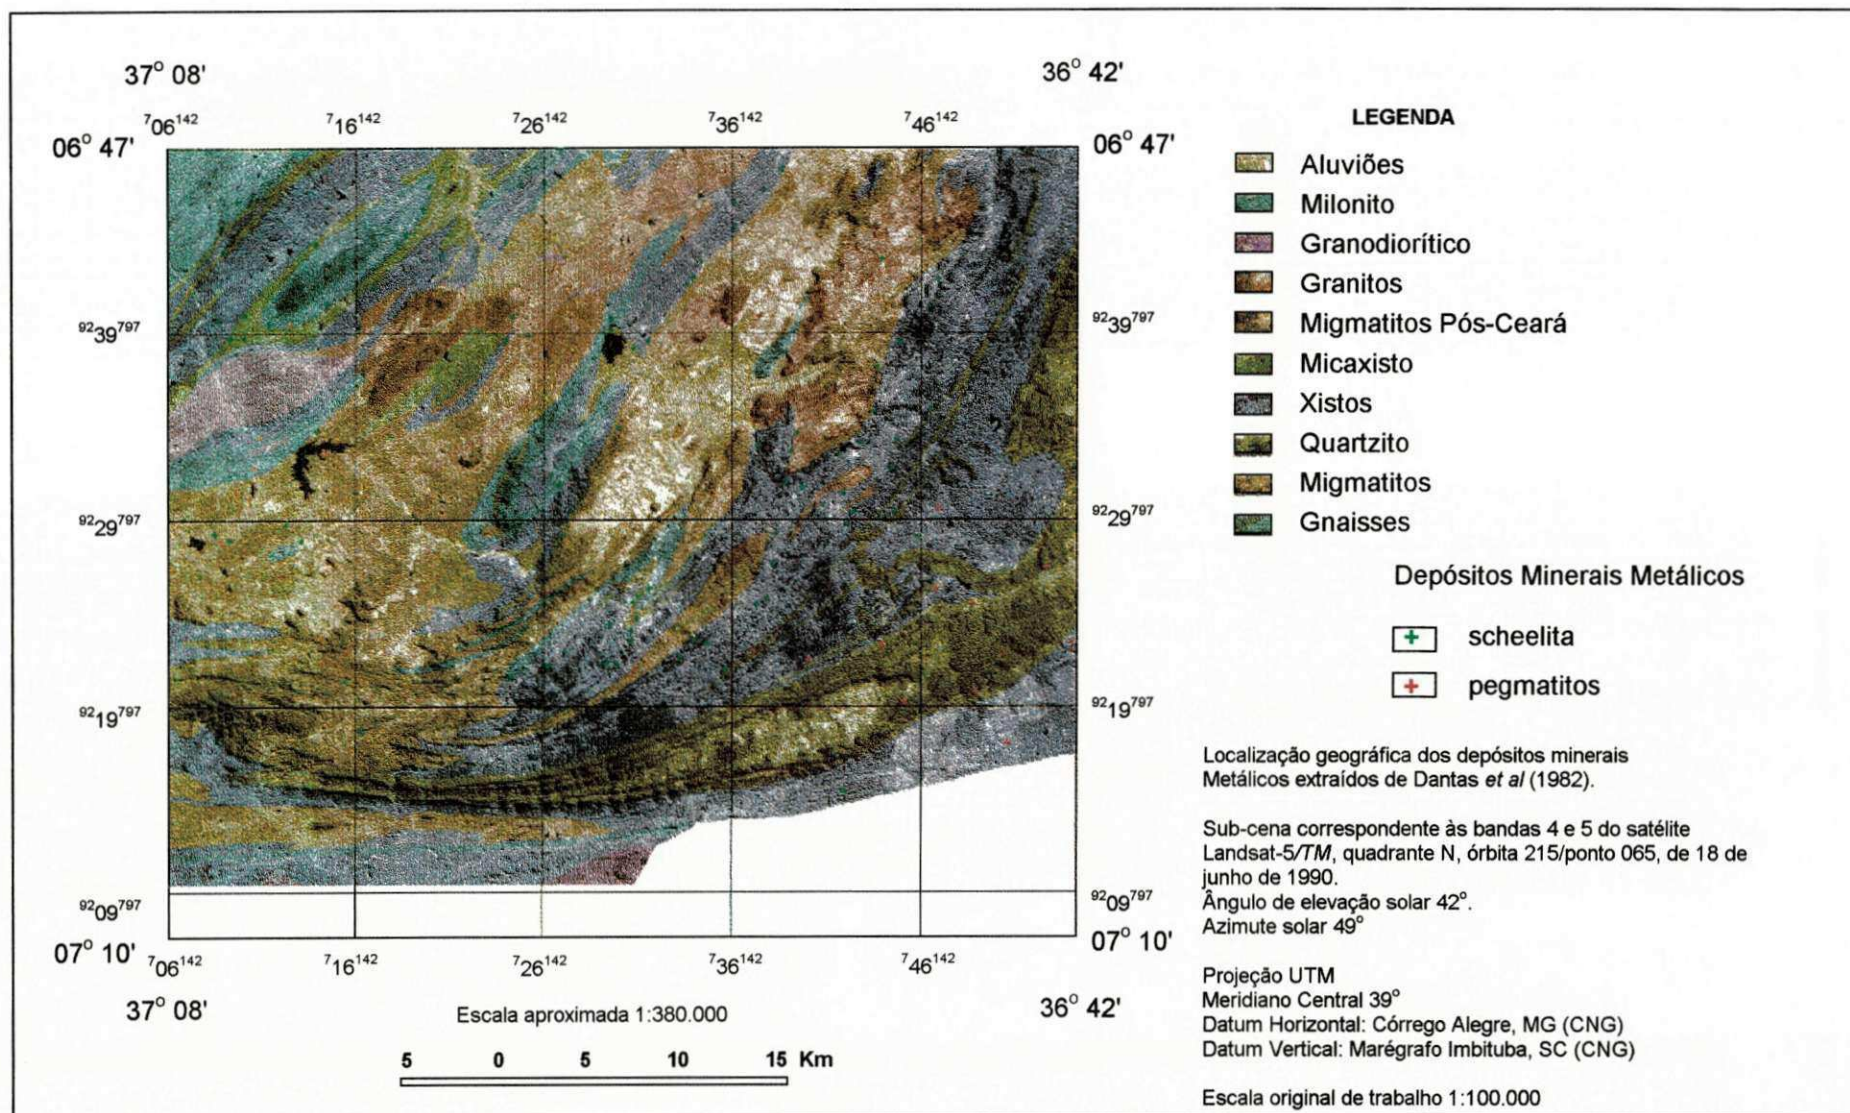 37° 08'
36° 42'
⁷06¹⁴²
⁷16¹⁴²
⁷26¹⁴²
⁷36¹⁴²
⁷46¹⁴²
06° 47'
06° 47'
⁹²39⁷⁹⁷
⁹²39⁷⁹⁷
⁹²29⁷⁹⁷
⁹²29⁷⁹⁷
⁹²19⁷⁹⁷
⁹²19⁷⁹⁷
⁹²09⁷⁹⁷
⁹²09⁷⁹⁷
07° 10'
07° 10'
⁷06¹⁴²
⁷16¹⁴²
⁷26¹⁴²
⁷36¹⁴²
⁷46¹⁴²
37° 08'
36° 42'
Escala aproximada 1:380.000
5 0 5 10 15 Km
LEGENDA
Aluviões
Milonito
Granodiorítico
Granitos
Migmatitos Pós-Ceará
Micaxisto
Xistos
Quartzito
Migmatitos
Gnaisses
Depósitos Minerais Metálicos
scheelita
pegmatitos
Localização geográfica dos depósitos minerais
Metálicos extraídos de Dantas et al (1982).
Sub-cena correspondente às bandas 4 e 5 do satélite
Landsat-5/TM, quadrante N, órbita 215/ponto 065, de 18 de
junho de 1990.
Ângulo de elevação solar 42°.
Azimute solar 49°
Projeção UTM
Meridiano Central 39°
Datum Horizontal: Córrego Alegre, MG (CNG)
Datum Vertical: Marégrafo Imbituba, SC (CNG)
Escala original de trabalho 1:100.000